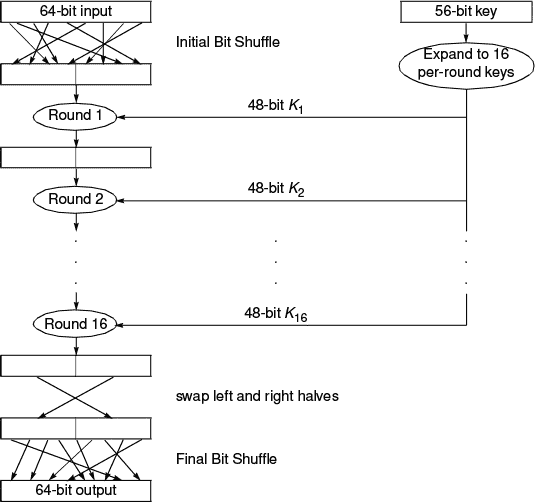 64-bit input
56-bit key
Initial Bit Shuffle
Expand to 16
per-round keys
48-bit K1
Round 1
48-bit K2
Round 2
48-bit K16
Round 16
swap left and right halves
Final Bit Shuffle
64-bit output